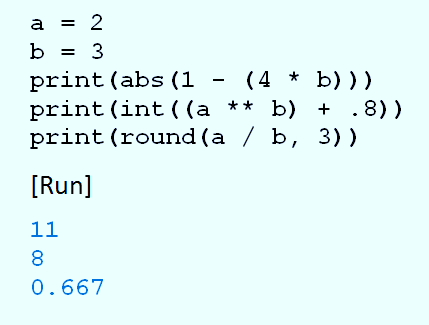 a = 2
b = 3
print(abs(1 - (4 * b)))
print(int((a ** b) + .8))
print(round(a / b, 3))
[Run]
11
8
0.667